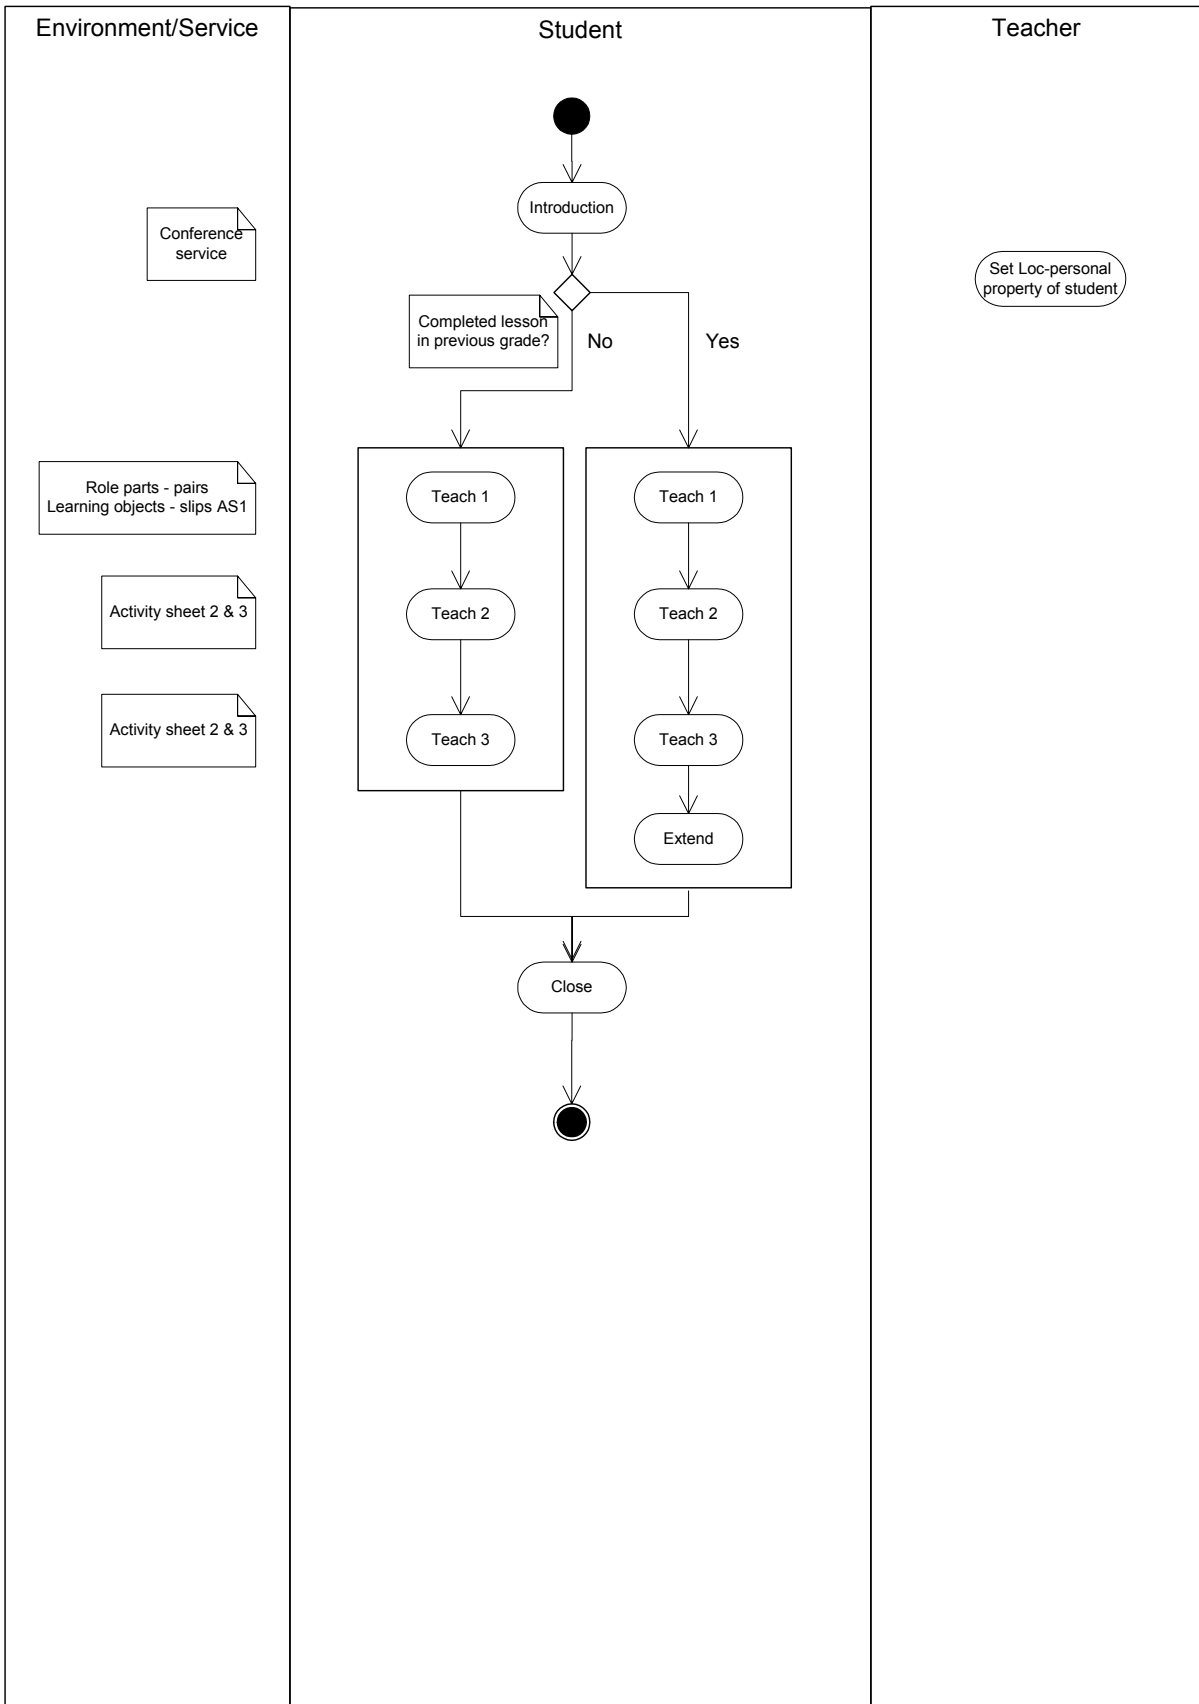 Environment/Service
Student
Teacher
Introduction
Conference
service
Set Loc-personal
property of student
Completed lesson
in previous grade?
No
Yes
Role parts - pairs
Learning objects - slips AS1
Teach 1
Teach 1
Activity sheet 2 & 3
Teach 2
Teach 2
Activity sheet 2 & 3
Teach 3
Teach 3
Extend
Close